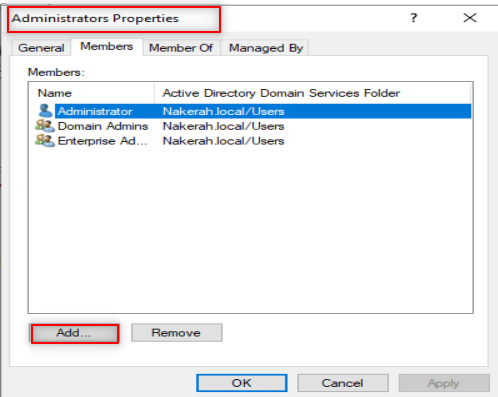 Administrators Properties ? ×
General Members Member Of Managed By
Members:
Name Active Directory Domain Services Folder
Administrator Nakerah.local/Users
Domain Admins Nakerah.local/Users
Enterprise Ad... Nakerah.local/Users
Add... Remove
OK Cancel Apply